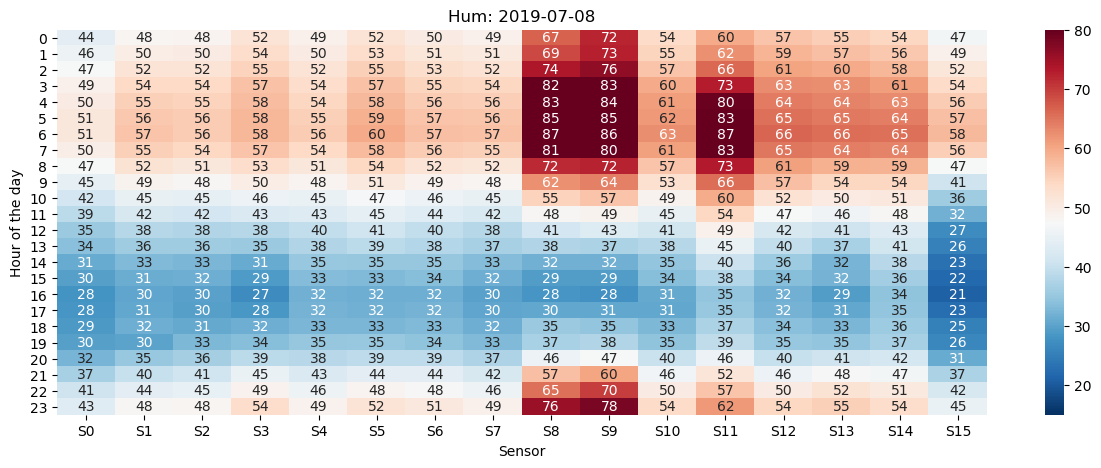 Hum: 2019-07-08
Hour of the day
0 44 48 48 52 49 52 50 49 67 72 54 60 57 55 54 47
1 46 50 50 54 50 53 51 51 69 73 55 62 59 57 56 49
2 47 52 52 55 52 55 53 52 74 76 57 66 61 60 58 52
3 49 54 54 57 54 57 55 54 82 83 60 73 63 63 61 54
4 50 55 55 58 54 58 56 56 83 84 61 80 64 64 63 56
5 51 56 56 58 55 59 57 56 85 85 62 83 65 65 64 57
6 51 57 56 58 56 60 57 57 87 86 63 87 66 66 65 58
7 50 55 54 57 54 58 56 55 81 80 61 83 65 64 64 56
8 47 52 51 53 51 54 52 52 72 72 57 73 61 59 59 47
9 45 49 48 50 48 51 49 48 62 64 53 66 57 54 54 41
10 42 45 45 46 45 47 46 45 55 57 49 60 52 50 51 36
11 39 42 42 43 43 45 44 42 48 49 45 54 47 46 48 32
12 35 38 38 38 40 41 40 38 41 43 41 49 42 41 43 27
13 34 36 36 35 38 39 38 37 38 37 38 45 40 37 41 26
14 31 33 33 31 35 35 35 33 32 32 35 40 36 32 38 23
15 30 31 32 29 33 33 34 32 29 29 34 38 34 32 36 22
16 28 30 30 27 32 32 32 30 28 28 31 35 32 29 34 21
17 28 31 30 28 32 32 32 30 30 31 31 35 32 31 35 23
18 29 32 31 32 33 33 33 32 35 35 33 37 34 33 36 25
19 30 30 33 34 35 35 34 33 37 38 35 39 35 35 37 26
20 32 35 36 39 38 39 39 37 46 47 40 46 40 41 42 31
21 37 40 41 45 43 44 44 42 57 60 46 52 46 48 47 37
22 41 44 45 49 46 48 48 46 65 70 50 57 50 52 51 42
23 43 48 48 54 49 52 51 49 76 78 54 62 54 55 54 45
S0 S1 S2 S3 S4 S5 S6 S7 S8 S9 S10 S11 S12 S13 S14 S15
Sensor
80
70
60
50
40
30
20